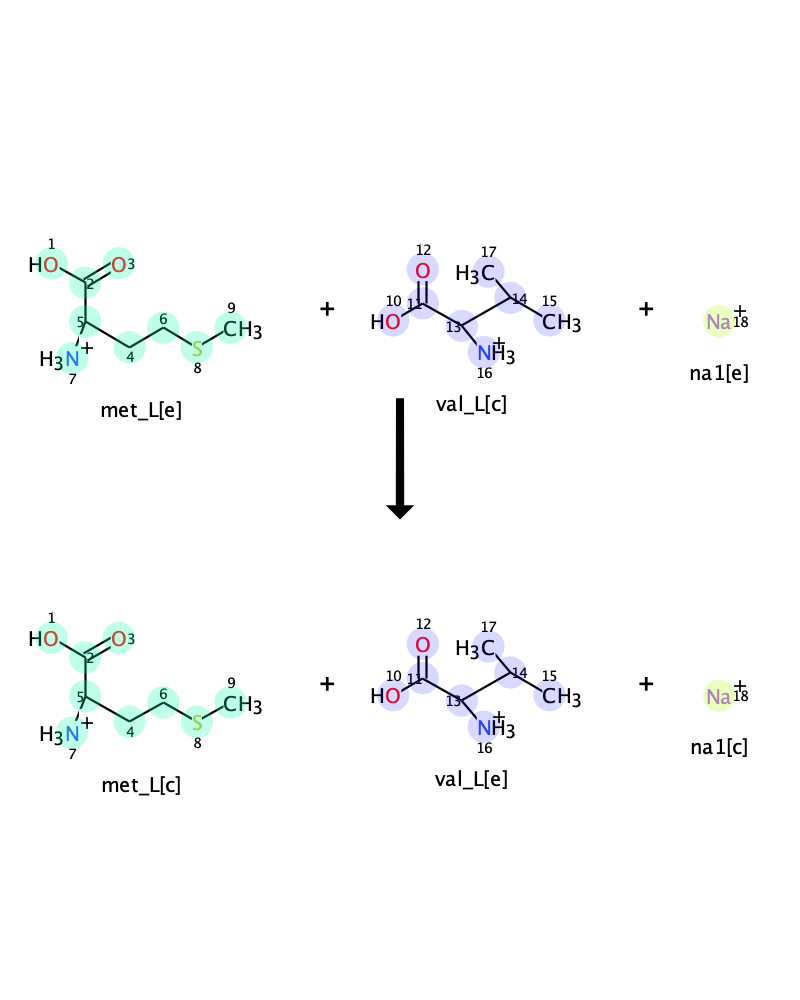 1
HO O 3
2
5
H3N +
7
4
6
S
8
9
CH3
met_L[e]
+
12
O
10
HO
11
13
17
H3C
14
15
CH3
+
NH3
16
val_L[c]
+
Na + 18
na1[e]
1
HO O 3
2
5
H3N +
7
4
6
S
8
9
CH3
met_L[c]
+
12
O
10
HO
11
13
17
H3C
14
15
CH3
+
NH3
16
val_L[e]
+
Na + 18
na1[c]